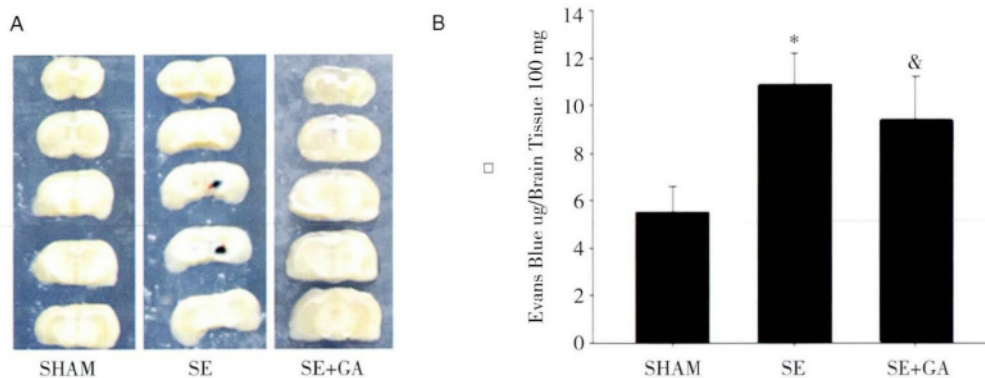 A
SHAM
SE
SE+GA
B
Evans Blue ug/Brain Tissue 100 mg
14
12
10
8
6
4
2
0
*
&
SHAM
SE
SE+GA